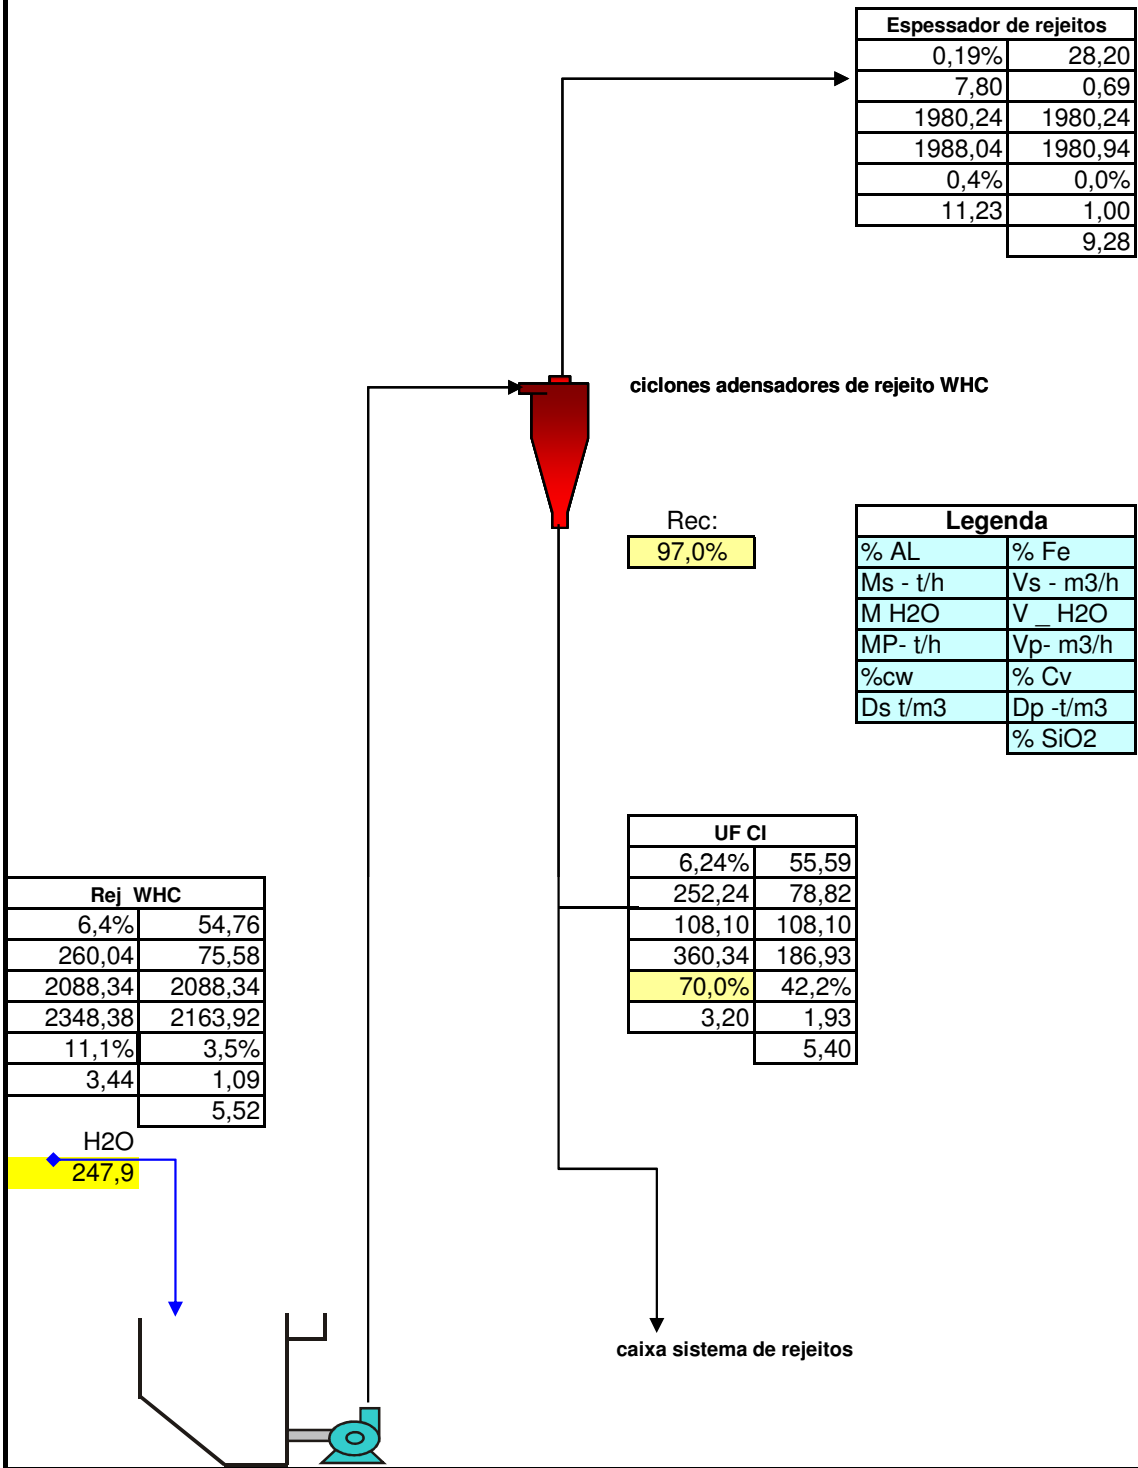 Espessador de rejeitos
0,19% 28,20
7,80 0,69
1980,24 1980,24
1988,04 1980,94
0,4% 0,0%
11,23 1,00
9,28
ciclones adensadores de rejeito WHC
Rec:
97,0%
Legenda
% AL % Fe
Ms - t/h Vs - m3/h
M H2O V _ H2O
MP- t/h Vp- m3/h
%cw % Cv
Ds t/m3 Dp -t/m3
% SiO2
UF CI
6,24% 55,59
252,24 78,82
108,10 108,10
360,34 186,93
70,0% 42,2%
3,20 1,93
5,40
Rej WHC
6,4% 54,76
260,04 75,58
2088,34 2088,34
2348,38 2163,92
11,1% 3,5%
3,44 1,09
5,52
H2O
247,9
caixa sistema de rejeitos